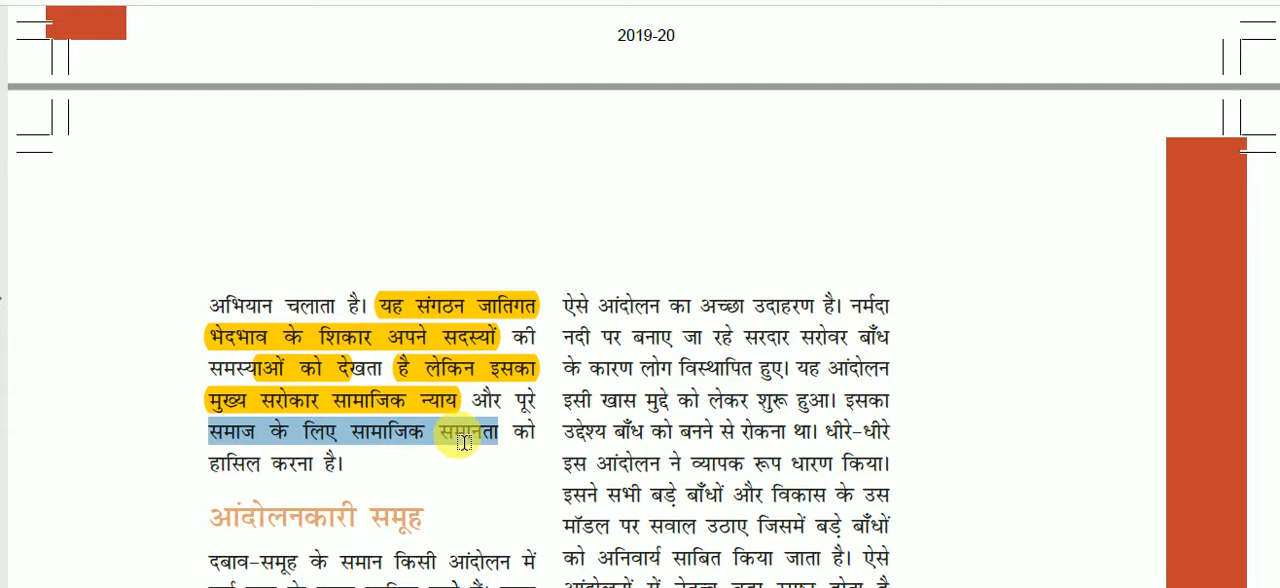 2019-20
अभियान चलाता है। यह संगठन जातिगत
भेदभाव के शिकार अपने सदस्यों की
समस्याओं को देखता है लेकिन इसका
मुख्य सरोकार सामाजिक न्याय और पूरे
समाज के लिए सामाजिक समानता को
हासिल करना है।
आंदोलनकारी समूह
दबाव-समूह के समान किसी आंदोलन में
ऐसे आंदोलन का अच्छा उदाहरण है। नर्मदा
नदी पर बनाए जा रहे सरदार सरोवर बाँध
के कारण लोग विस्थापित हुए। यह आंदोलन
इसी खास मुद्दे को लेकर शुरू हुआ। इसका
उद्देश्य बाँध को बनने से रोकना था। धीरे-धीरे
इस आंदोलन ने व्यापक रूप धारण किया।
इसने सभी बड़े बाँधों और विकास के उस
मॉडल पर सवाल उठाए जिसमें बड़े बाँधों
को अनिवार्य साबित किया जाता है। ऐसे